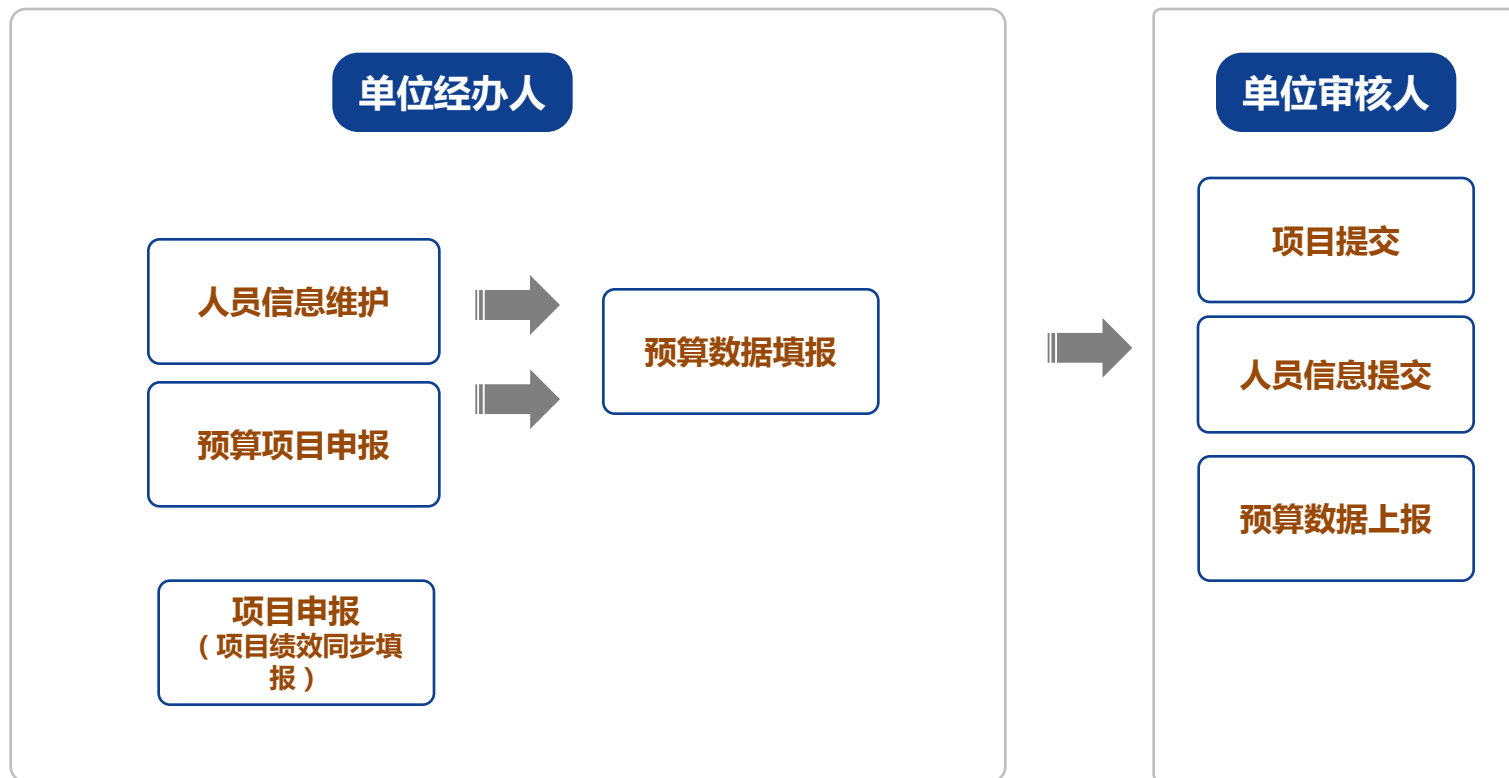 单位经办人
人员信息维护
预算项目申报
项目申报
（项目绩效同步填
报）
预算数据填报
单位审核人
项目提交
人员信息提交
预算数据上报